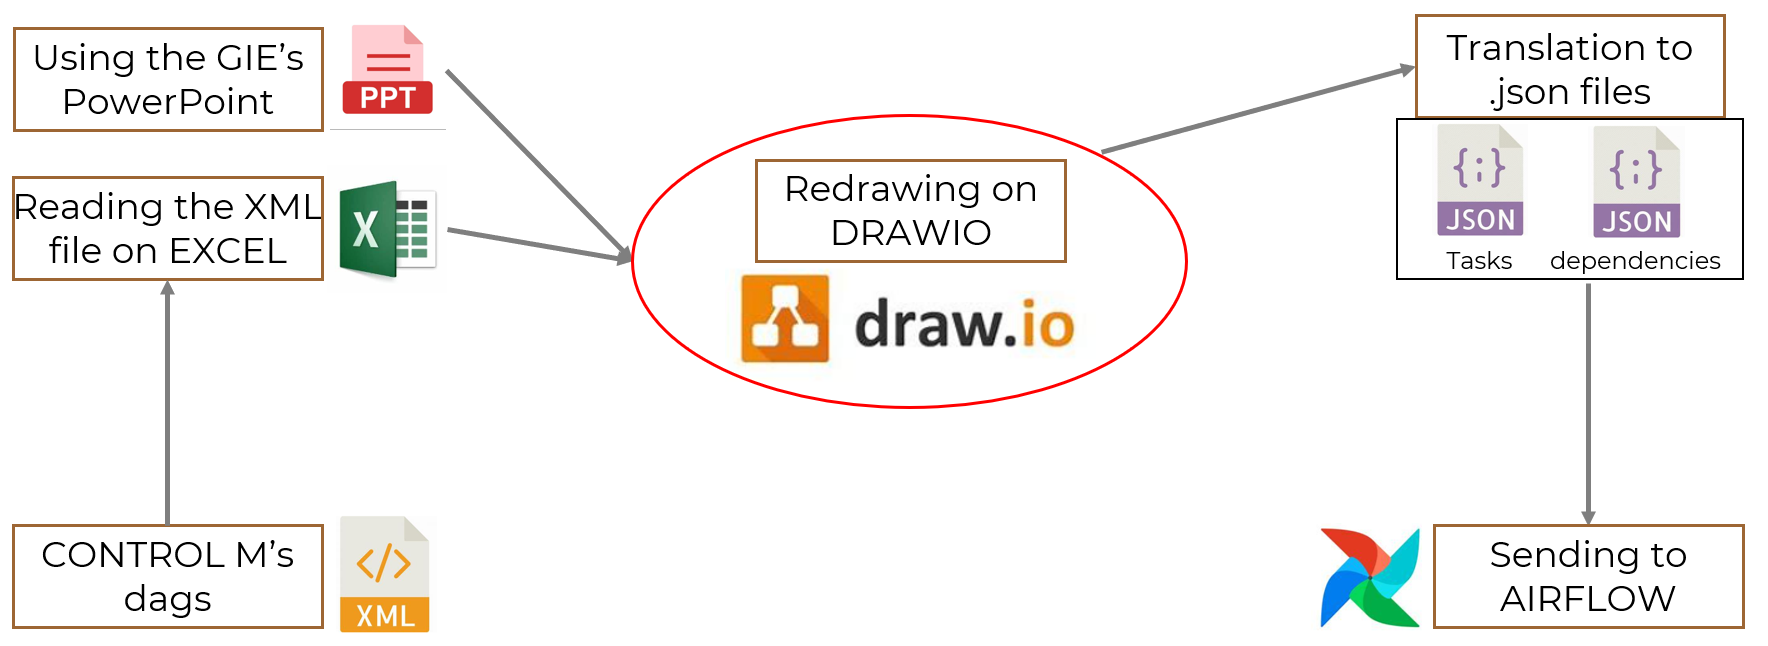 Using the GIE’s
PowerPoint
PPT
Reading the XML
file on EXCEL
X
CONTROL M’s
dags
</>
XML
Redrawing on
DRAWIO
draw.io
Translation to
.json files
{;}
JSON
Tasks
{;}
JSON
dependencies
Sending to
AIRFLOW